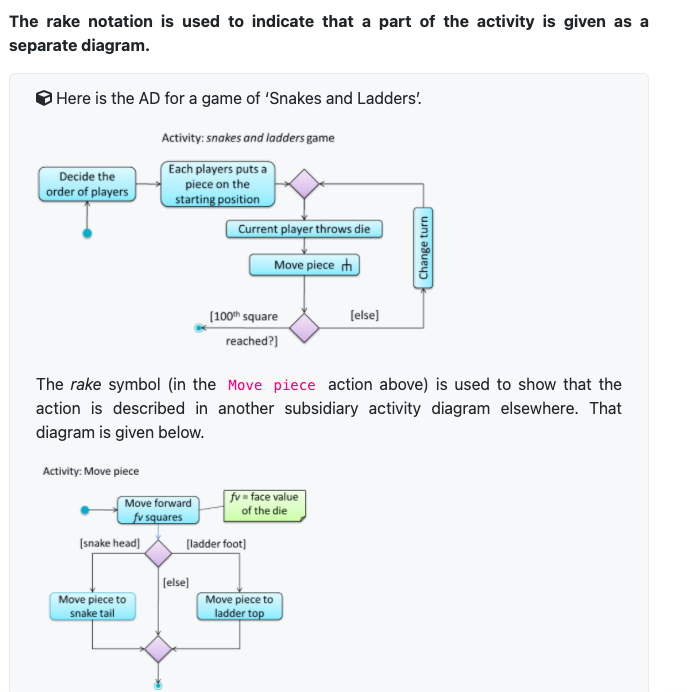 The rake notation is used to indicate that a part of the activity is given as a
separate diagram.
Here is the AD for a game of ‘Snakes and Ladders’.
Activity: snakes and ladders game
Decide the
order of players
Each players puts a
piece on the
starting position
Current player throws die
Move piece
Change turn
[100th square
reached?]
[else]
The rake symbol (in the Move piece action above) is used to show that the
action is described in another subsidiary activity diagram elsewhere. That
diagram is given below.
Activity: Move piece
Move forward
fv squares
fv = face value
of the die
[snake head]
[ladder foot]
[else]
Move piece to
snake tail
Move piece to
ladder top